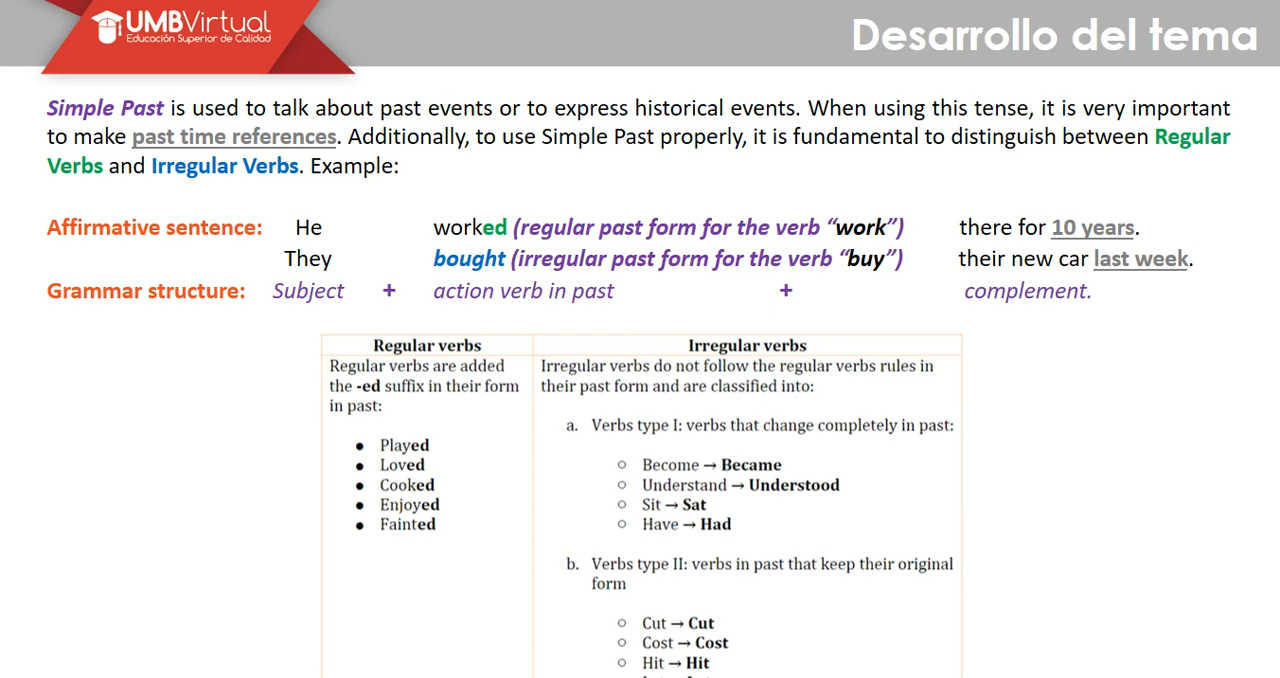 UMBVirtual
Educación Superior de Calidad
Desarrollo del tema
Simple Past is used to talk about past events or to express historical events. When using this tense, it is very important
to make past time references. Additionally, to use Simple Past properly, it is fundamental to distinguish between Regular
Verbs and Irregular Verbs. Example:
Affirmative sentence: He worked (regular past form for the verb “work”) there for 10 years.
They bought (irregular past form for the verb “buy”) their new car last week.
Grammar structure: Subject + action verb in past + complement.
Regular verbs
Regular verbs are added
the -ed suffix in their form
in past:
● Played
● Loved
● Cooked
● Enjoyed
● Fainted
Irregular verbs
Irregular verbs do not follow the regular verbs rules in
their past form and are classified into:
a. Verbs type I: verbs that change completely in past:
○ Become → Became
○ Understand → Understood
○ Sit → Sat
○ Have → Had
b. Verbs type II: verbs in past that keep their original
form
○ Cut → Cut
○ Cost → Cost
○ Hit → Hit